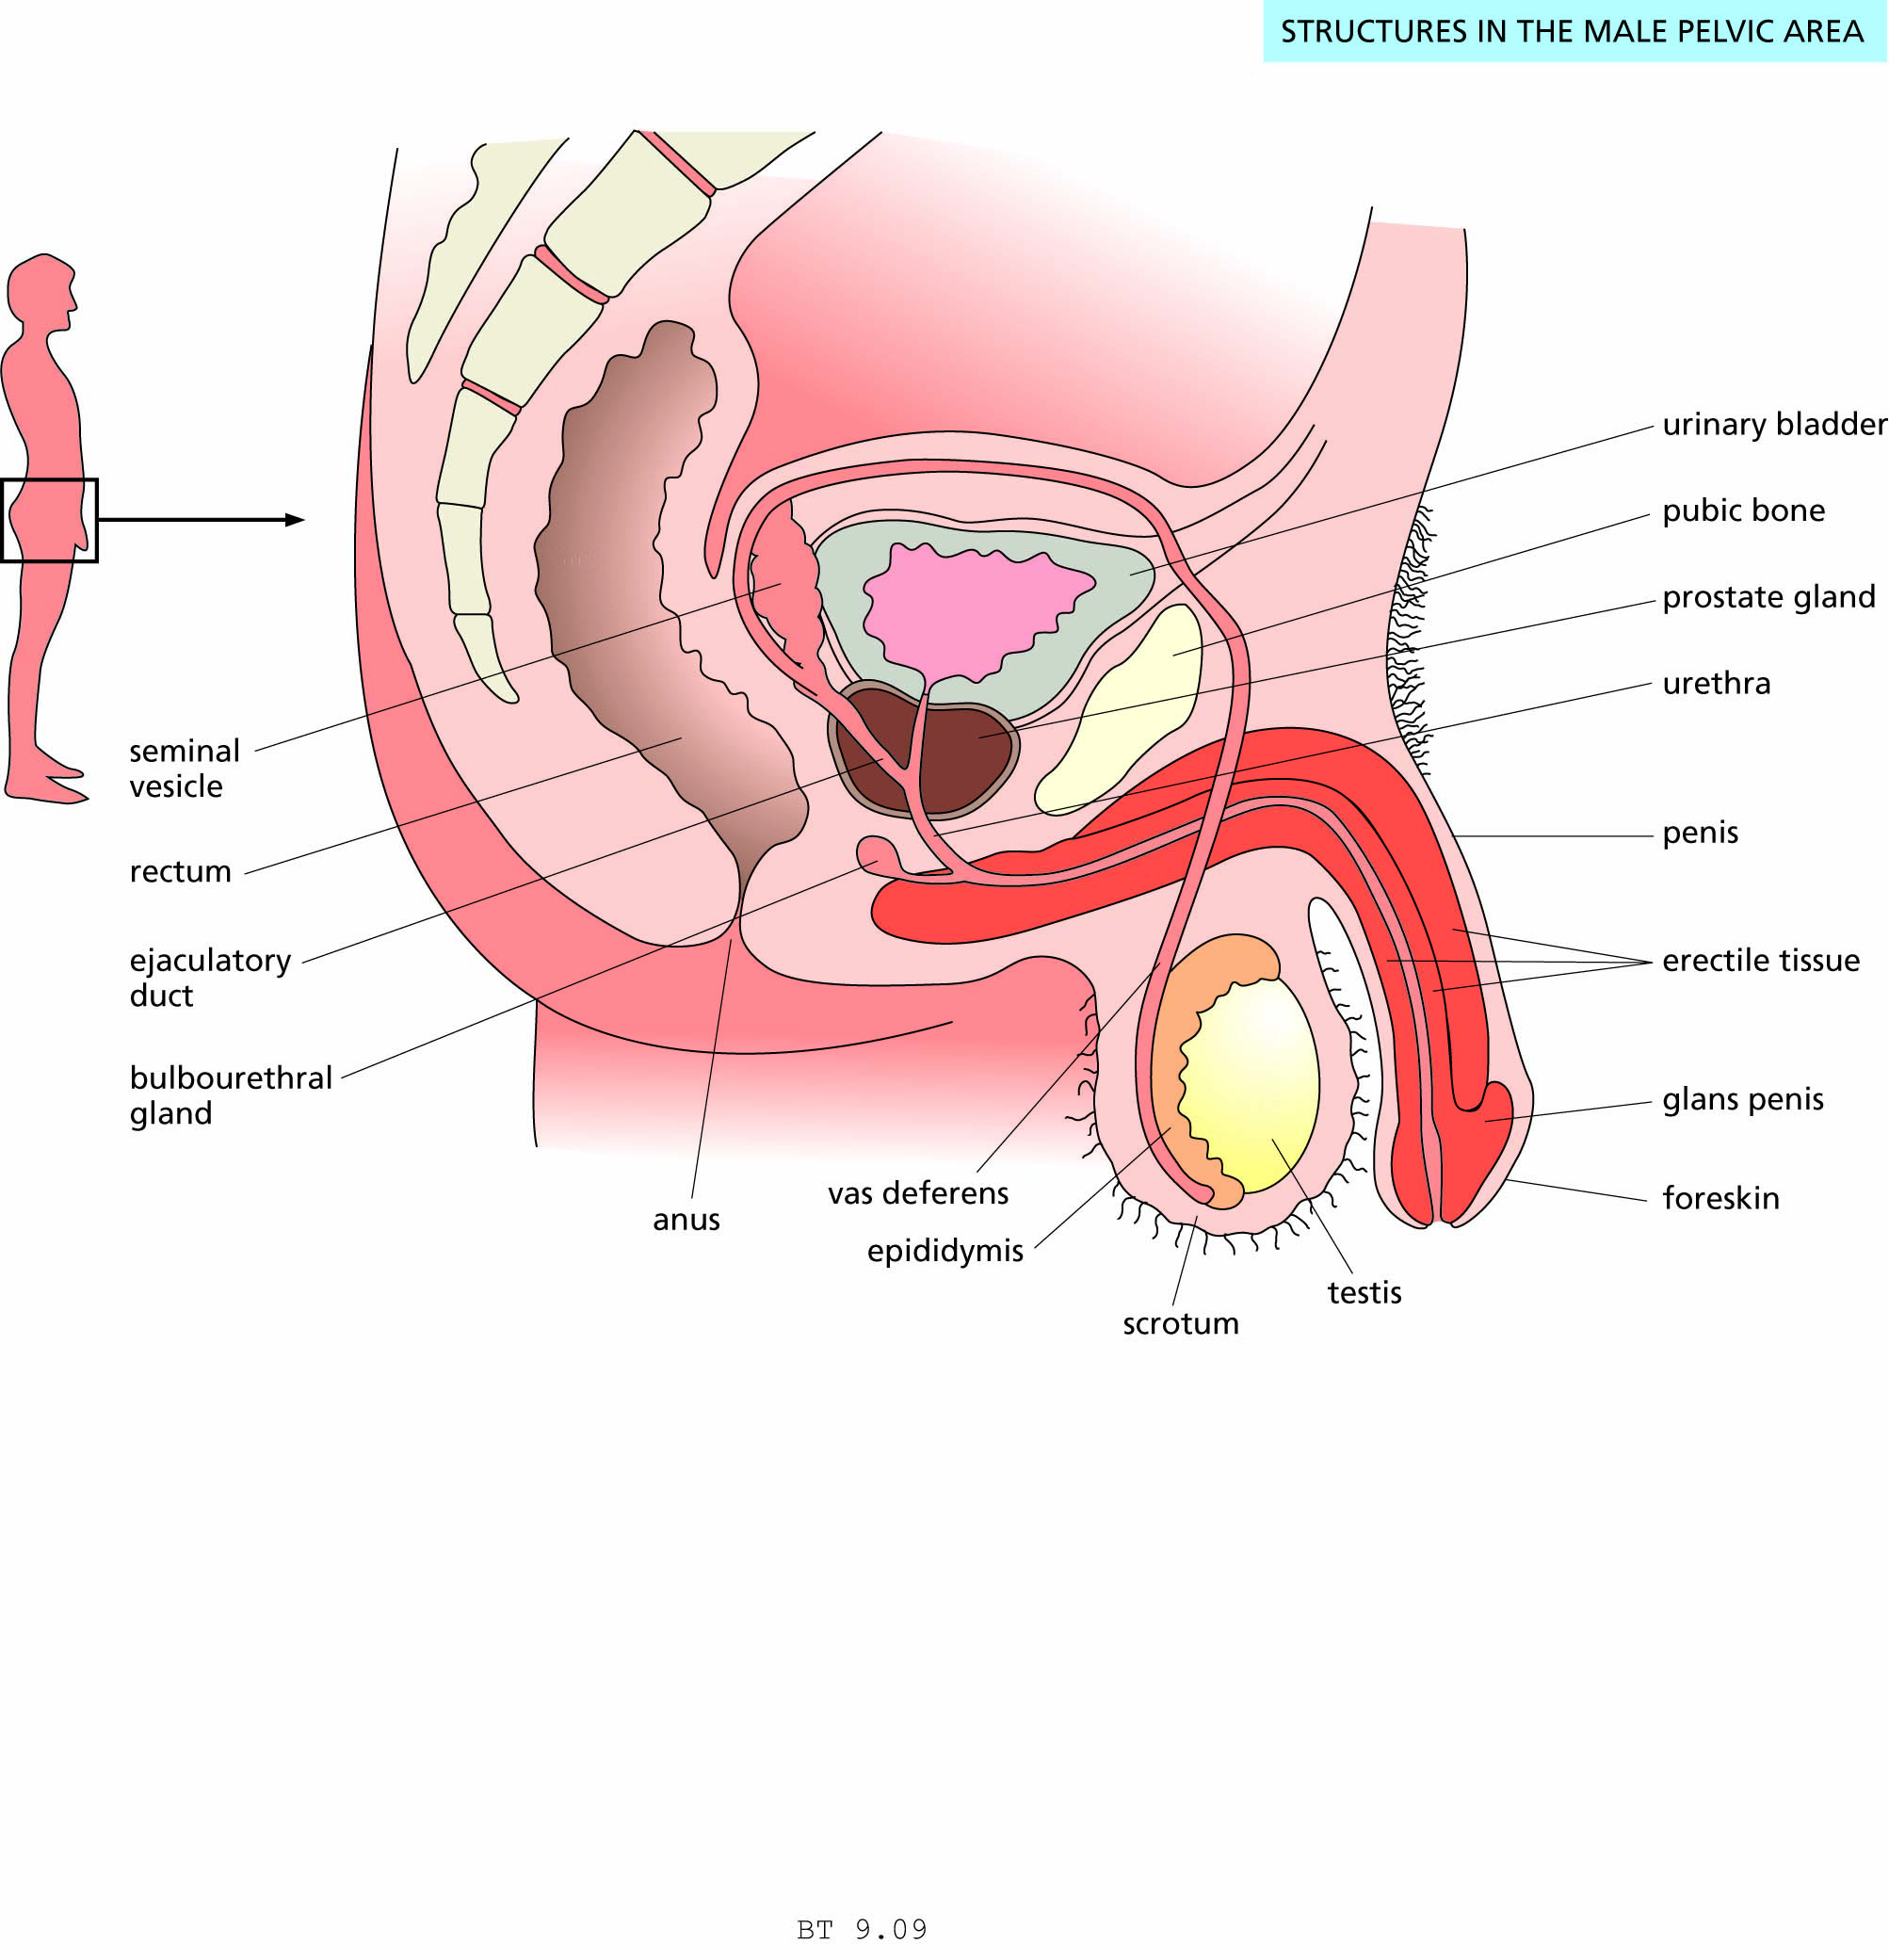 STRUCTURES IN THE MALE PELVIC AREA
urinary bladder
pubic bone
prostate gland
urethra
penis
erectile tissue
glans penis
foreskin
seminal
vesicle
rectum
ejaculatory
duct
bulbourethral
gland
anus
vas deferens
epididymis
scrotum
testis
BT 9.09